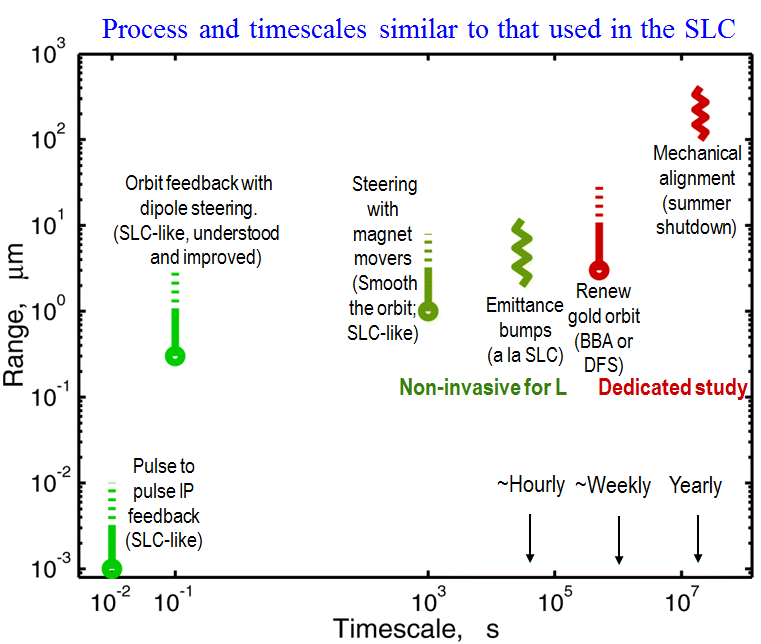 Process and timescales similar to that used in the SLC
10³
10²
10¹
10⁰
10⁻¹
10⁻²
10⁻³
Range, μm
Orbit feedback with
dipole steering.
(SLC-like, understood
and improved)
Steering
with
magnet
movers
(Smooth
the orbit;
SLC-like)
Mechanical
alignment
(summer
shutdown)
Emittance
bumps
(a la SLC)
Renew
gold orbit
(BBA or
DFS)
Non-invasive for L
Dedicated study
Pulse to
pulse IP
feedback
(SLC-like)
~Hourly
~Weekly
Yearly
10⁻²
10⁻¹
10³
10⁵
10⁷
Timescale, s